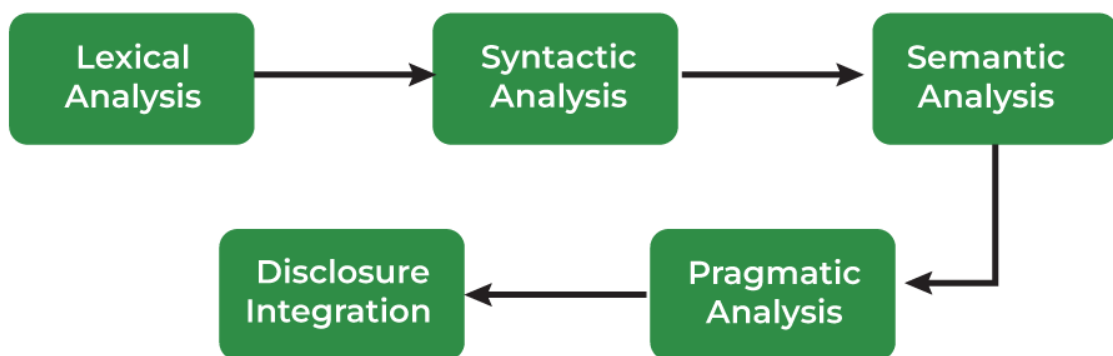 Lexical
Analysis
Syntactic
Analysis
Semantic
Analysis
Pragmatic
Analysis
Disclosure
Integration